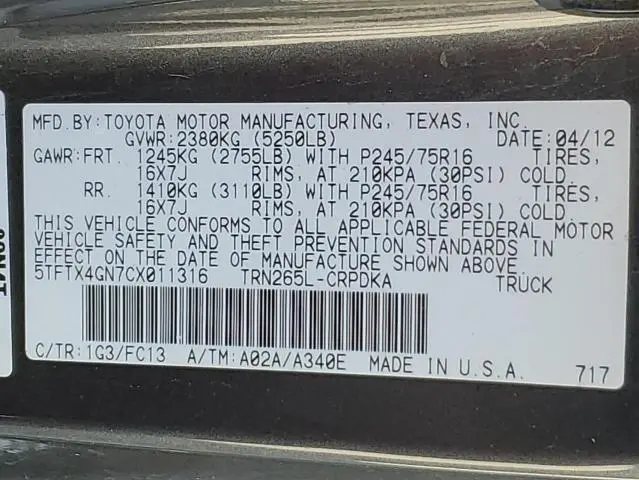 MFD.BY:TOYOTA MOTOR MANUFACTURING, TEXAS, INC.
GVWR:2380KG (5250LB) DATE:04/12
GAWR:FRT. 1245KG (2755LB) WITH P245/75R16 TIRES,
16X7J RIMS, AT 210KPA (30PSI) COLD.
RR. 1410KG (3110LB) WITH P245/75R16 TIRES,
16X7J RIMS, AT 210KPA (30PSI) COLD.
THIS VEHICLE CONFORMS TO ALL APPLICABLE FEDERAL MOTOR
VEHICLE SAFETY AND THEFT PREVENTION STANDARDS IN
EFFECT ON THE DATE OF MANUFACTURE SHOWN ABOVE.
5TFTX4GN7CX011316 TRN265L-CRPDKA TRUCK
C/TR:1G3/FC13 A/TM:A02A/A340E MADE IN U.S.A.
717